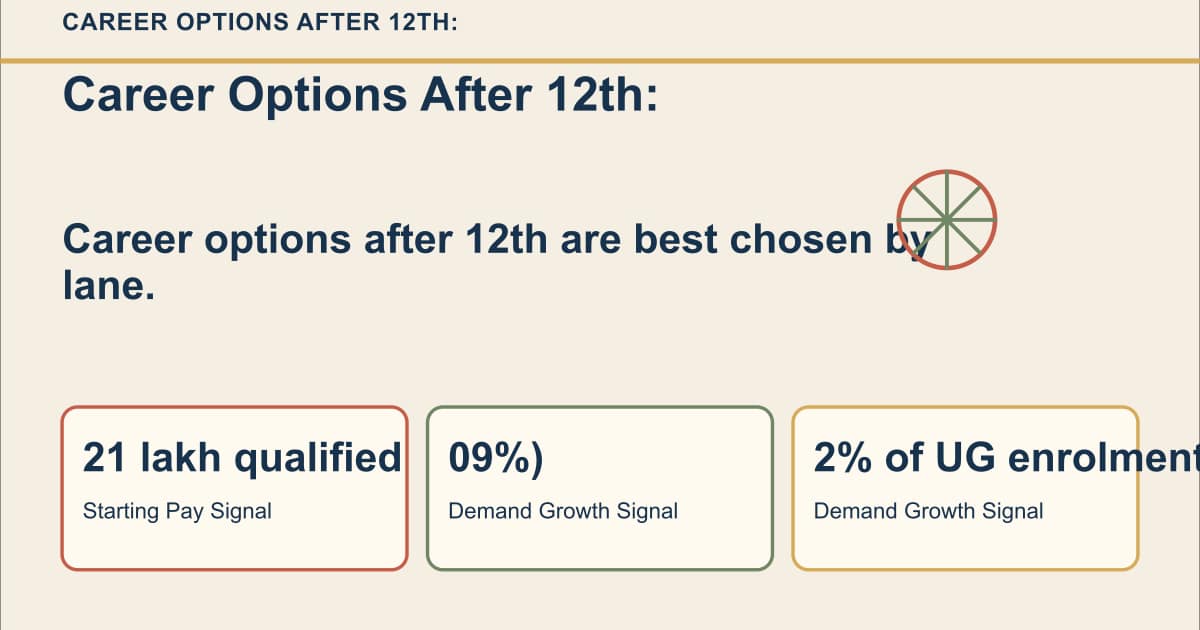 CAREER OPTIONS AFTER 12TH:
Career Options After 12th:
Career options after 12th are best chosen by
lane.
21 lakh qualified
Starting Pay Signal
09%)
Demand Growth Signal
2% of UG enrolment
Demand Growth Signal